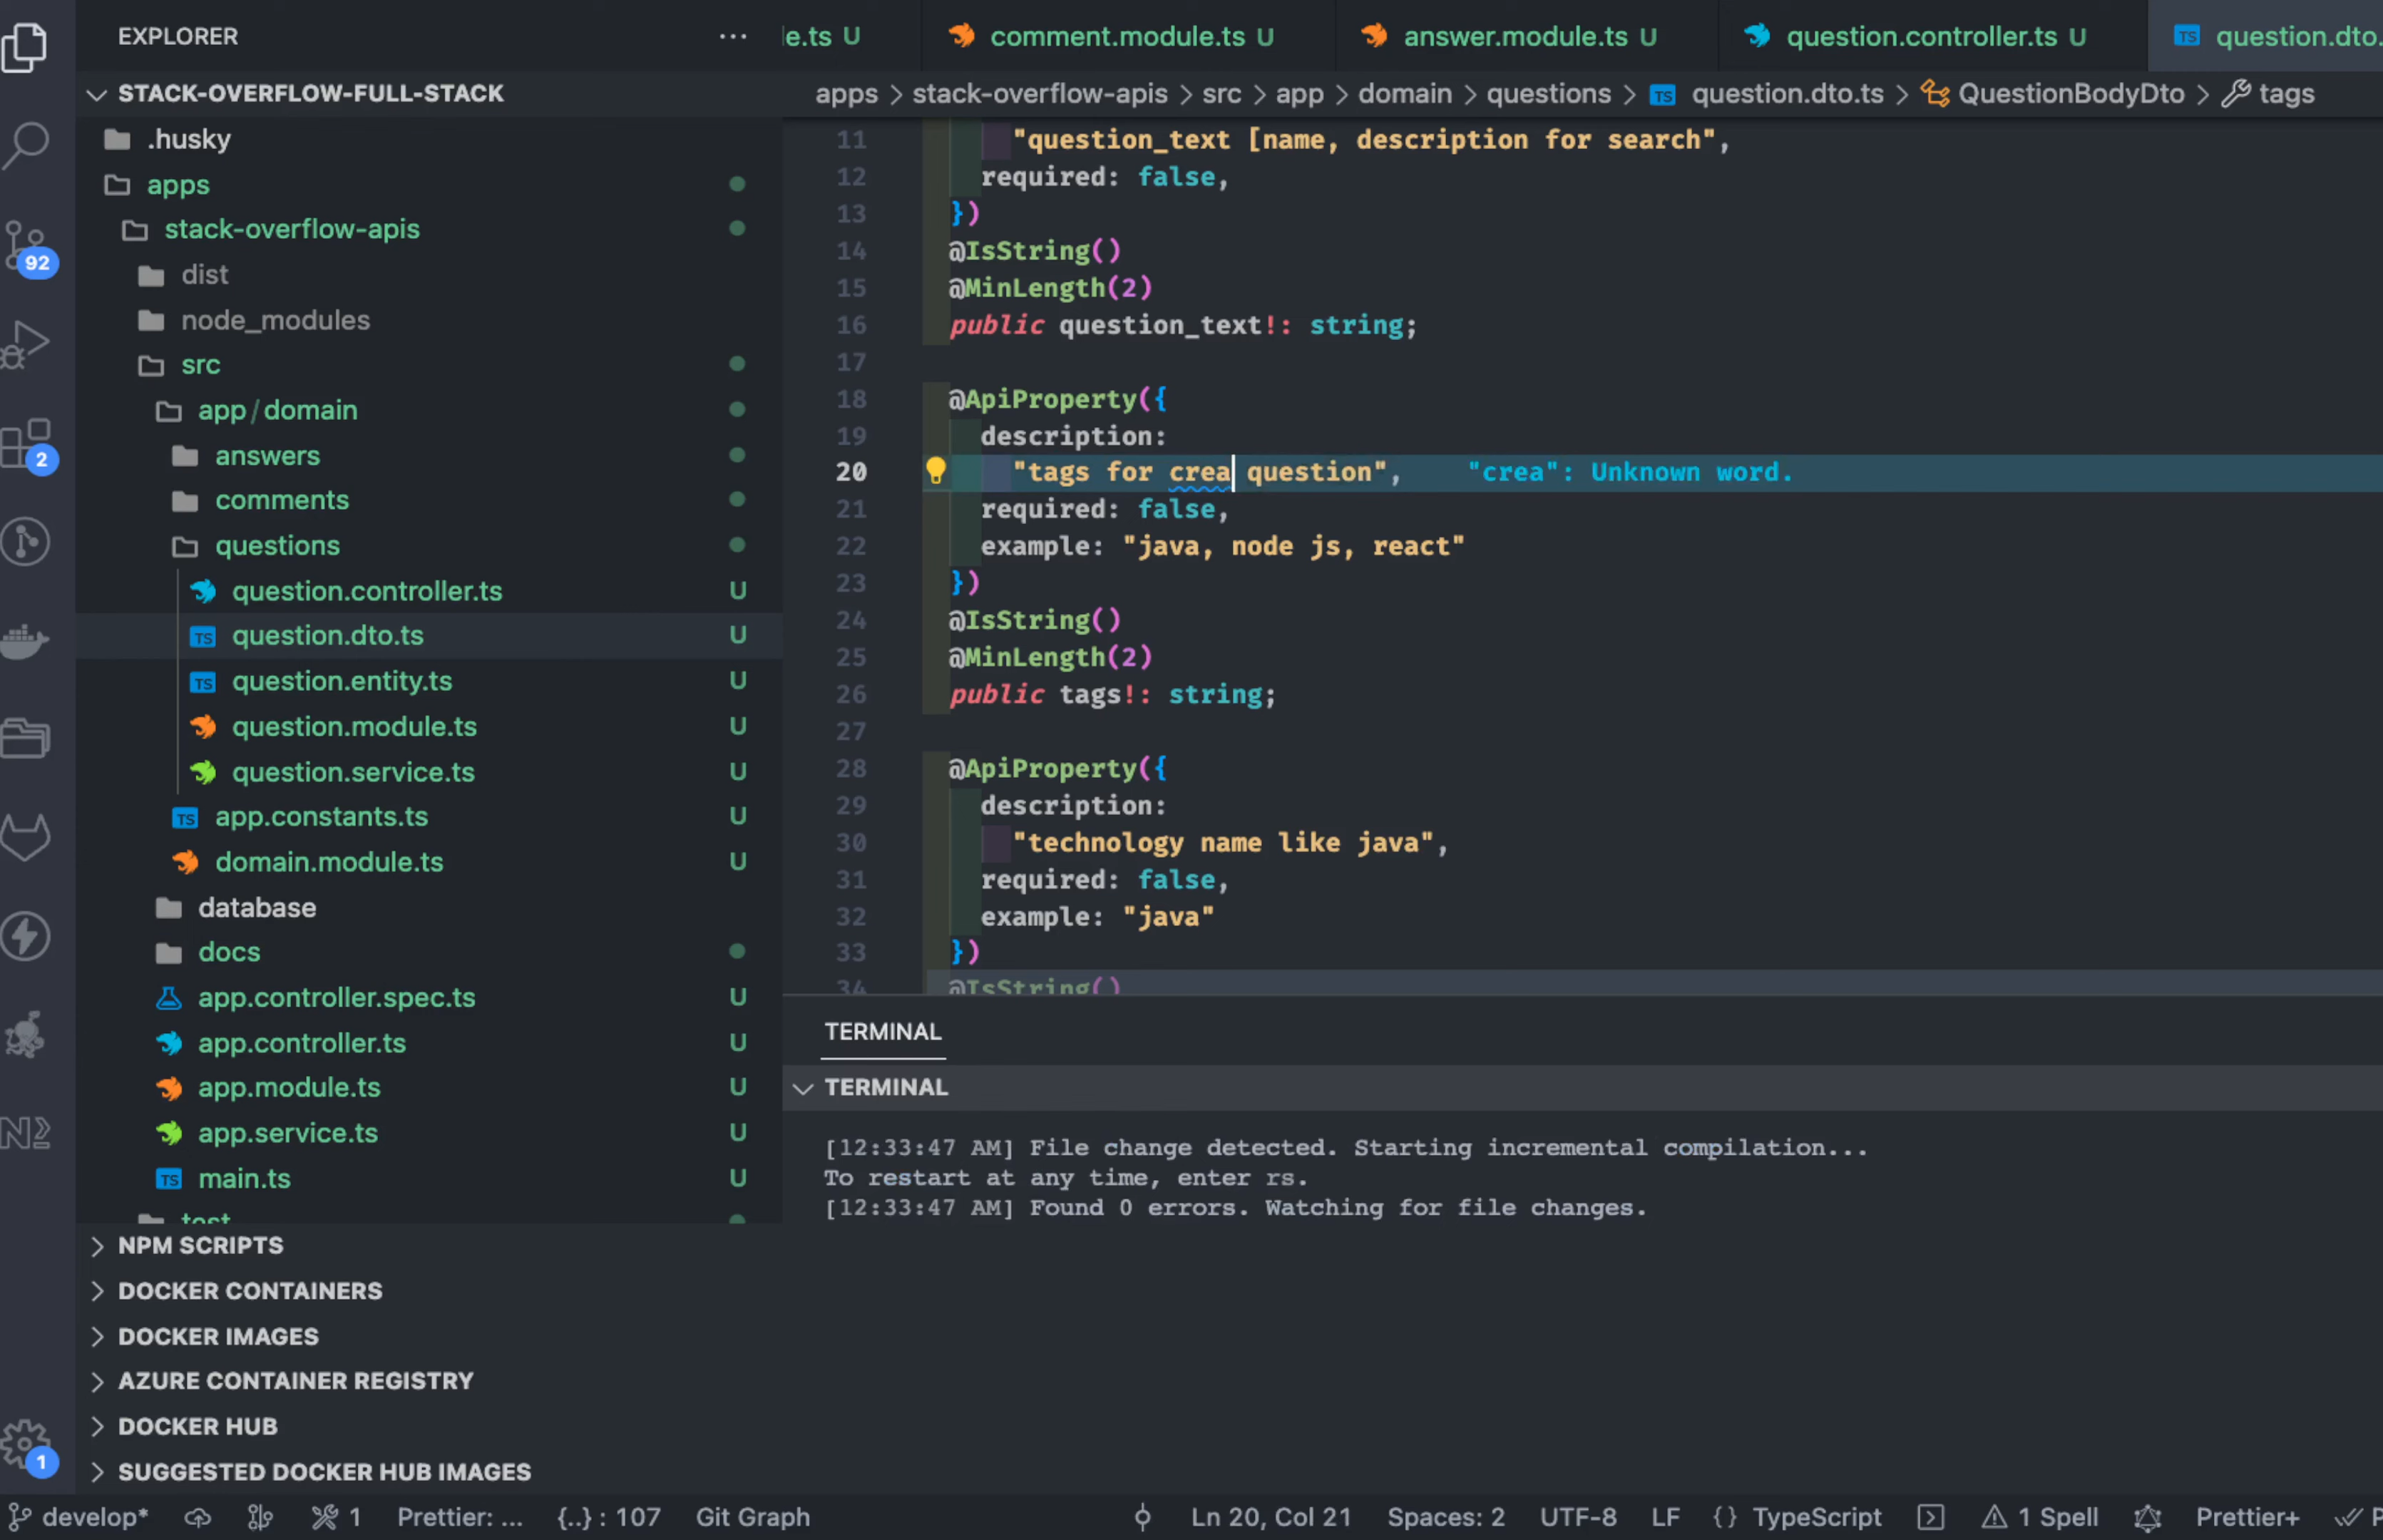 EXPLORER
···
le.ts U
comment.module.ts U
answer.module.ts U
question.controller.ts U
TS question.dto.
STACK-OVERFLOW-FULL-STACK
apps > stack-overflow-apis > src > app > domain > questions > TS question.dto.ts > QuestionBodyDto > tags
.husky
apps
stack-overflow-apis
92
dist
node_modules
src
app/domain
answers
2
comments
questions
question.controller.ts U
TS question.dto.ts U
TS question.entity.ts U
question.module.ts U
question.service.ts U
TS app.constants.ts U
domain.module.ts U
database
docs
app.controller.spec.ts U
app.controller.ts U
app.module.ts U
app.service.ts U
TS main.ts U
test
NPM SCRIPTS
DOCKER CONTAINERS
DOCKER IMAGES
AZURE CONTAINER REGISTRY
DOCKER HUB
1
SUGGESTED DOCKER HUB IMAGES
11 "question_text [name, description for search",
12 required: false,
13 })
14 @IsString()
15 @MinLength(2)
16 public question_text!: string;
17
18 @ApiProperty({
19 description:
20 "tags for crea question", "crea": Unknown word.
21 required: false,
22 example: "java, node js, react"
23 })
24 @IsString()
25 @MinLength(2)
26 public tags!: string;
27
28 @ApiProperty({
29 description:
30 "technology name like java",
31 required: false,
32 example: "java"
33 })
34 @IsString()
TERMINAL
TERMINAL
[12:33:47 AM] File change detected. Starting incremental compilation...
To restart at any time, enter rs.
[12:33:47 AM] Found 0 errors. Watching for file changes.
develop* 1 Prettier: ... {..} : 107 Git Graph Ln 20, Col 21 Spaces: 2 UTF-8 LF {} TypeScript 1 Spell Prettier+ P